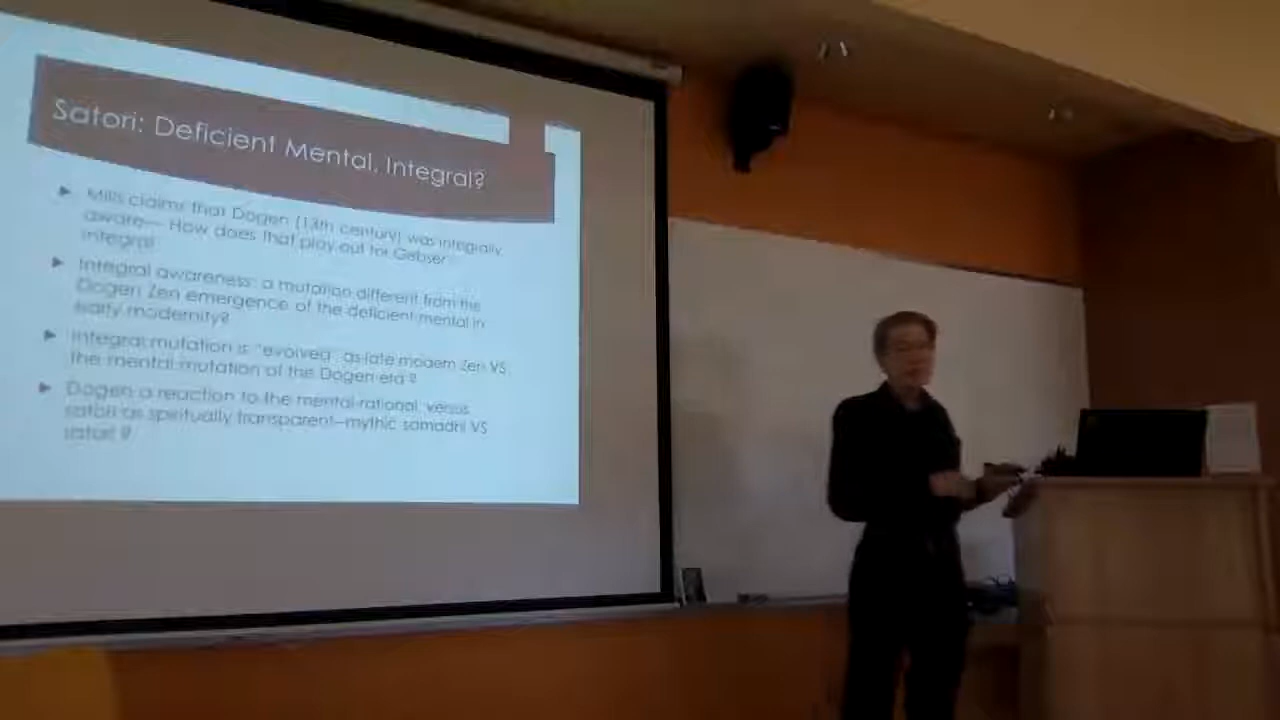 Satori: Deficient Mental, Integral?
Mills claims that Dogen (13th century) was integrally
aware— How does that play out for Gebser
integral
Integral awareness: a mutation different from the
Dogen Zen emergence of the deficient mental in
early modernity?
Integral mutation is "evolved" as late modern Zen VS
the mental mutation of the Dogen era ?
Dogen a reaction to the mental-rational, versus
satori as spiritually transparent—mythic samadhi VS
satori ?